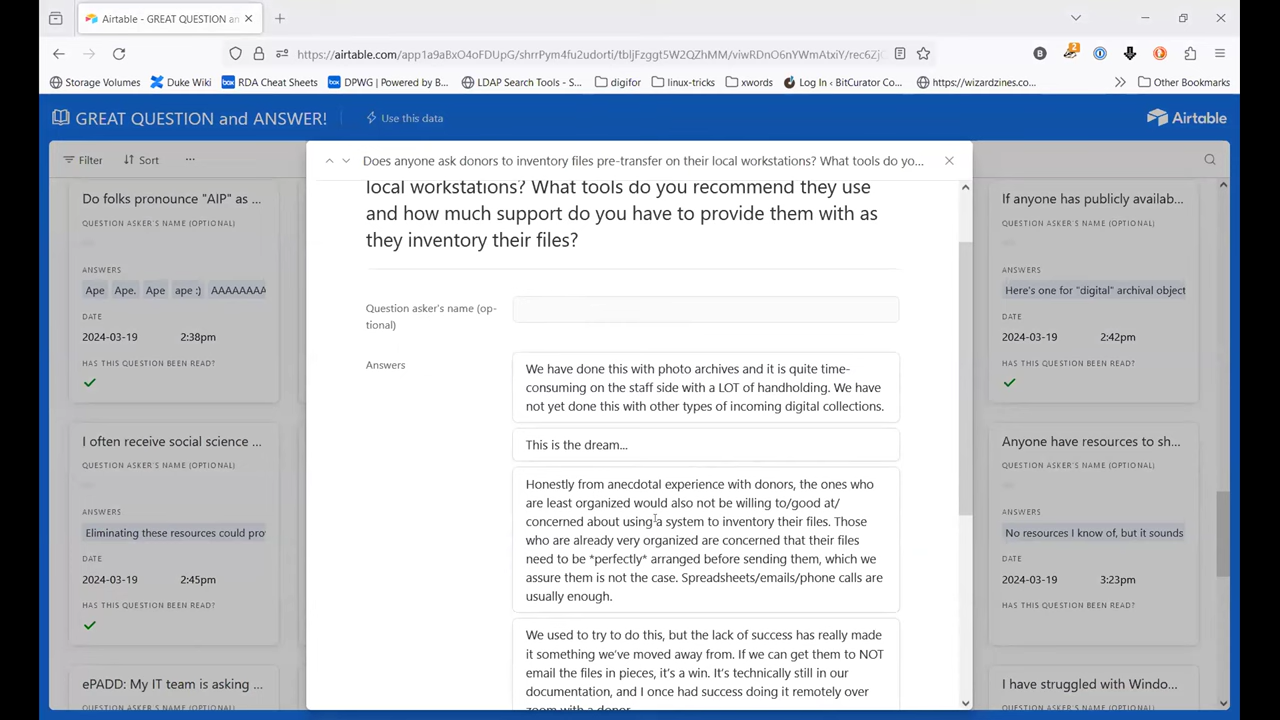 Airtable - GREAT QUESTION an
https://airtable.com/app1a9aBxO4oFDUpG/shrrPym4fu2udorti/tbljFzggt5W2QZhMM/viwRDnO6nYWmAtxiY/rec6Zj
2
Storage Volumes
Duke Wiki
RDA Cheat Sheets
DPWG | Powered by B...
LDAP Search Tools - S...
digifor
linux-tricks
xwords
Log In ‹ BitCurator Co...
https://wizardzines.co...
Other Bookmarks
GREAT QUESTION and ANSWER!
Use this data
Airtable
Filter
Sort
...
Does anyone ask donors to inventory files pre-transfer on their local workstations? What tools do yo...
local workstations? What tools do you recommend they use
and how much support do you have to provide them with as
they inventory their files?
Question asker's name (op-
tional)
Answers
We have done this with photo archives and it is quite time-
consuming on the staff side with a LOT of handholding. We have
not yet done this with other types of incoming digital collections.
This is the dream...
Honestly from anecdotal experience with donors, the ones who
are least organized would also not be willing to/good at/
concerned about using a system to inventory their files. Those
who are already very organized are concerned that their files
need to be *perfectly* arranged before sending them, which we
assure them is not the case. Spreadsheets/emails/phone calls are
usually enough.
We used to try to do this, but the lack of success has really made
it something we've moved away from. If we can get them to NOT
email the files in pieces, it's a win. It's technically still in our
documentation, and I once had success doing it remotely over
zoom with a donor.
Do folks pronounce "AIP" as ...
QUESTION ASKER'S NAME (OPTIONAL)
ANSWERS
Ape Ape. Ape ape :) AAAAAAAA
DATE
2024-03-19 2:38pm
HAS THIS QUESTION BEEN READ?
I often receive social science ...
QUESTION ASKER'S NAME (OPTIONAL)
ANSWERS
Eliminating these resources could pro
DATE
2024-03-19 2:45pm
HAS THIS QUESTION BEEN READ?
ePADD: My IT team is asking ...
If anyone has publicly availab...
QUESTION ASKER'S NAME (OPTIONAL)
ANSWERS
Here's one for "digital" archival object
DATE
2024-03-19 2:42pm
HAS THIS QUESTION BEEN READ?
Anyone have resources to sh...
QUESTION ASKER'S NAME (OPTIONAL)
ANSWERS
No resources I know of, but it sounds
DATE
2024-03-19 3:23pm
HAS THIS QUESTION BEEN READ?
I have struggled with Windo...